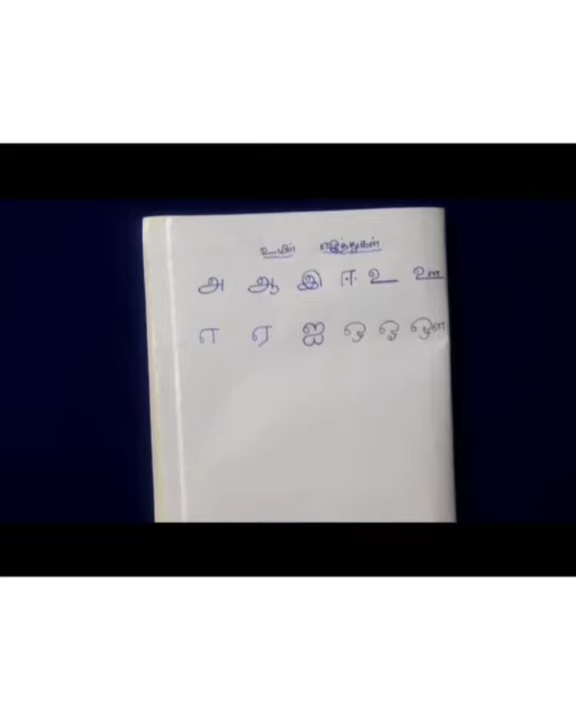 உயிர் எழுத்துகள்
அ ஆ இ ஈ உ ஊ
எ ஏ ஐ ஒ ஒ ஔ